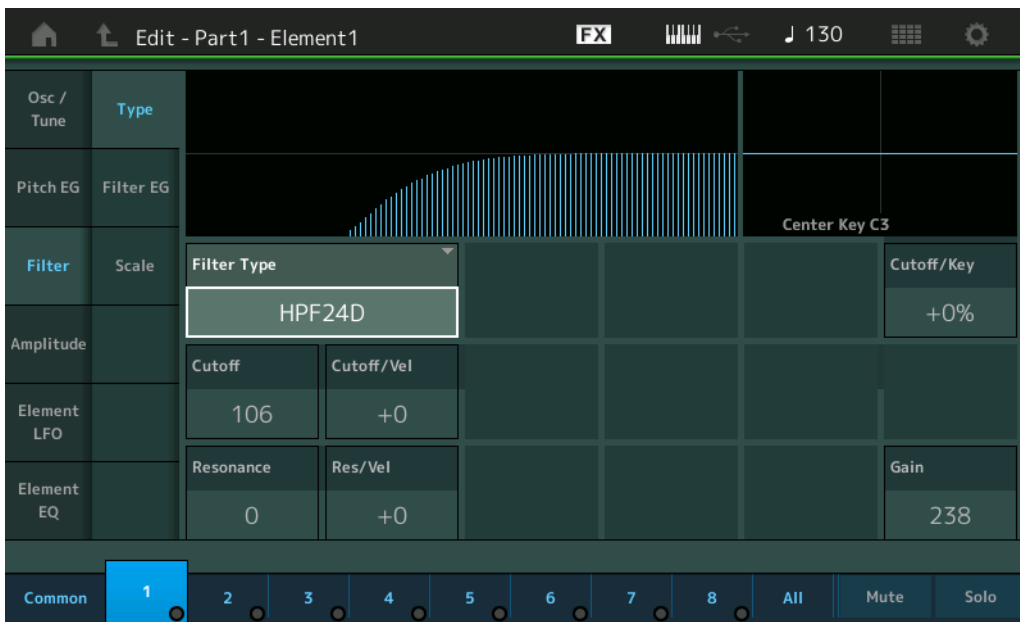 Edit - Part1 - Element1
FX
130
Osc /
Tune
Type
Pitch EG
Filter EG
Center Key C3
Filter
Scale
Filter Type
HPF24D
Cutoff/Key
+0%
Amplitude
Cutoff
Cutoff/Vel
106
+0
Element
LFO
Resonance
Res/Vel
Gain
Element
EQ
0
+0
238
Common
1
2
3
4
5
6
7
8
All
Mute
Solo